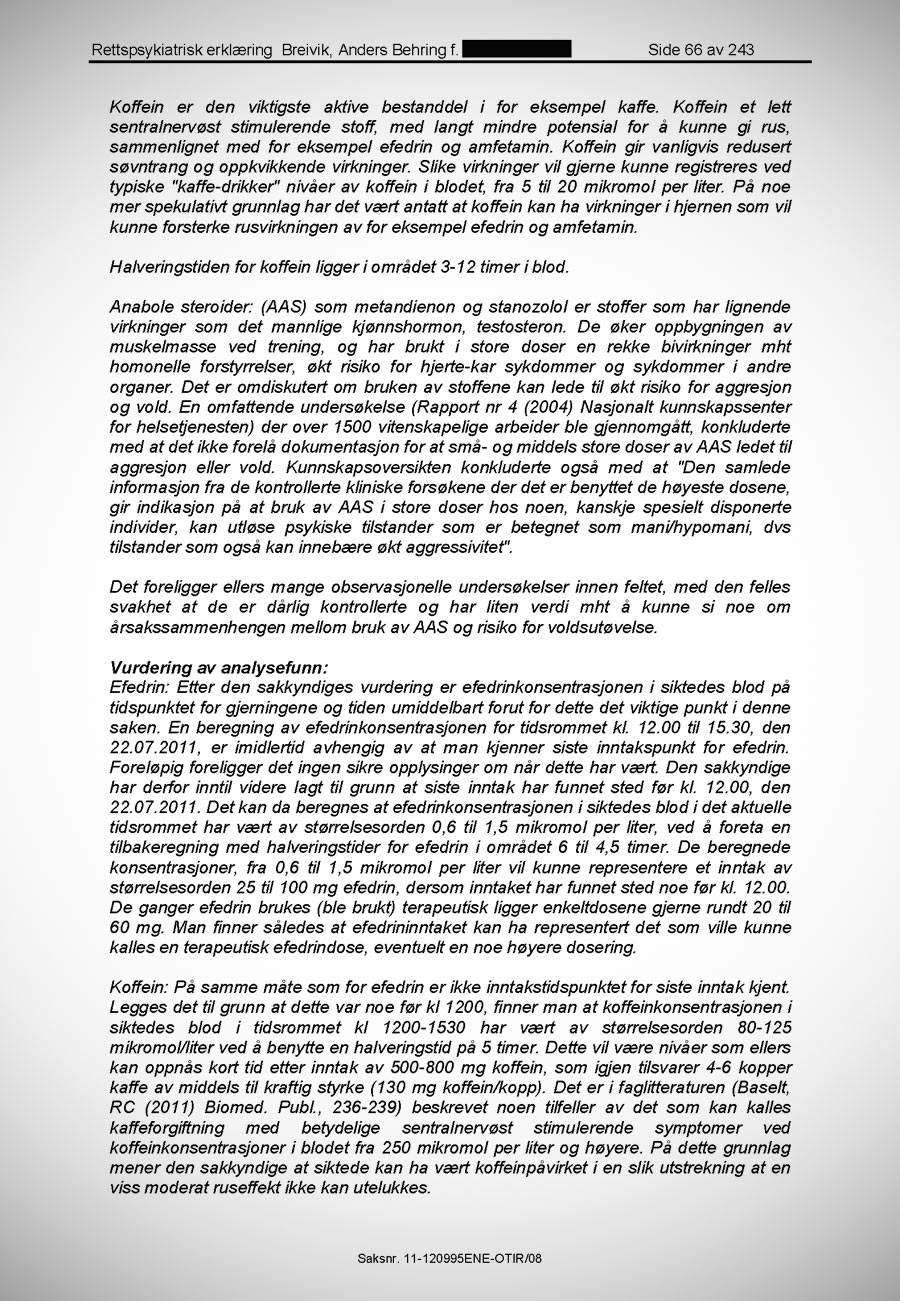 Rettspsykiatrisk erklæring Breivik, Anders Behring f. Side 66 av 243
Koffein er den viktigste aktive bestanddel i for eksempel kaffe. Koffein et lett
sentralnervøst stimulerende stoff, med langt mindre potensial for å kunne gi rus,
sammenlignet med for eksempel efedrin og amfetamin. Koffein gir vanligvis redusert
søvntrang og oppkvikkende virkninger. Slike virkninger vil gjerne kunne registreres ved
typiske "kaffe-drikker" nivåer av koffein i blodet, fra 5 til 20 mikromol per liter. På noe
mer spekulativt grunnlag har det vært antatt at koffein kan ha virkninger i hjernen som vil
kunne forsterke rusvirkningen av for eksempel efedrin og amfetamin.
Halveringstiden for koffein ligger i området 3-12 timer i blod.
Anabole steroider: (AAS) som metandienon og stanozolol er stoffer som har lignende
virkninger som det mannlige kjønnshormon, testosteron. De øker oppbygningen av
muskelmasse ved trening, og har brukt i store doser en rekke bivirkninger mht
homonelle forstyrrelser, økt risiko for hjerte-kar sykdommer og sykdommer i andre
organer. Det er omdiskutert om bruken av stoffene kan lede til økt risiko for aggresjon
og vold. En omfattende undersøkelse (Rapport nr 4 (2004) Nasjonalt kunnskapssenter
for helsetjenesten) der over 1500 vitenskapelige arbeider ble gjennomgått, konkluderte
med at det ikke forelå dokumentasjon for at små- og middels store doser av AAS ledet til
aggresjon eller vold. Kunnskapsoversikten konkluderte også med at "Den samlede
informasjon fra de kontrollerte kliniske forsøkene der det er benyttet de høyeste dosene,
gir indikasjon på at bruk av AAS i store doser hos noen, kanskje spesielt disponerte
individer, kan utløse psykiske tilstander som er betegnet som mani/hypomani, dvs
tilstander som også kan innebære økt aggressivitet".
Det foreligger ellers mange observasjonelle undersøkelser innen feltet, med den felles
svakhet at de er dårlig kontrollerte og har liten verdi mht å kunne si noe om
årsakssammenhengen mellom bruk av AAS og risiko for voldsutøvelse.
Vurdering av analysefunn:
Efedrin: Etter den sakkyndiges vurdering er efedrinkonsentrasjonen i siktedes blod på
tidspunktet for gjerningene og tiden umiddelbart forut for dette det viktige punkt i denne
saken. En beregning av efedrinkonsentrasjonen for tidsrommet kl. 12.00 til 15.30, den
22.07.2011, er imidlertid avhengig av at man kjenner siste inntakspunkt for efedrin.
Foreløpig foreligger det ingen sikre opplysinger om når dette har vært. Den sakkyndige
har derfor inntil videre lagt til grunn at siste inntak har funnet sted før kl. 12.00, den
22.07.2011. Det kan da beregnes at efedrinkonsentrasjonen i siktedes blod i det aktuelle
tidsrommet har vært av størrelsesorden 0,6 til 1,5 mikromol per liter, ved å foreta en
tilbakeregning med halveringstider for efedrin i området 6 til 4,5 timer. De beregnede
konsentrasjoner, fra 0,6 til 1,5 mikromol per liter vil kunne representere et inntak av
størrelsesorden 25 til 100 mg efedrin, dersom inntaket har funnet sted noe før kl. 12.00.
De ganger efedrin brukes (ble brukt) terapeutisk ligger enkeltdosene gjerne rundt 20 til
60 mg. Man finner således at efedrininntaket kan ha representert det som ville kunne
kalles en terapeutisk efedrindose, eventuelt en noe høyere dosering.
Koffein: På samme måte som for efedrin er ikke inntakstidspunktet for siste inntak kjent.
Legges det til grunn at dette var noe før kl 1200, finner man at koffeinkonsentrasjonen i
siktedes blod i tidsrommet kl 1200-1530 har vært av størrelsesorden 80-125
mikromol/liter ved å benytte en halveringstid på 5 timer. Dette vil være nivåer som ellers
kan oppnås kort tid etter inntak av 500-800 mg koffein, som igjen tilsvarer 4-6 kopper
kaffe av middels til kraftig styrke (130 mg koffein/kopp). Det er i faglitteraturen (Baselt,
RC (2011) Biomed. Publ., 236-239) beskrevet noen tilfeller av det som kan kalles
kaffeforgiftning med betydelige sentralnervøst stimulerende symptomer ved
koffeinkonsentrasjoner i blodet fra 250 mikromol per liter og høyere. På dette grunnlag
mener den sakkyndige at siktede kan ha vært koffeinpåvirket i en slik utstrekning at en
viss moderat ruseffekt ikke kan utelukkes.
Saksnr. 11-120995ENE-OTIR/08